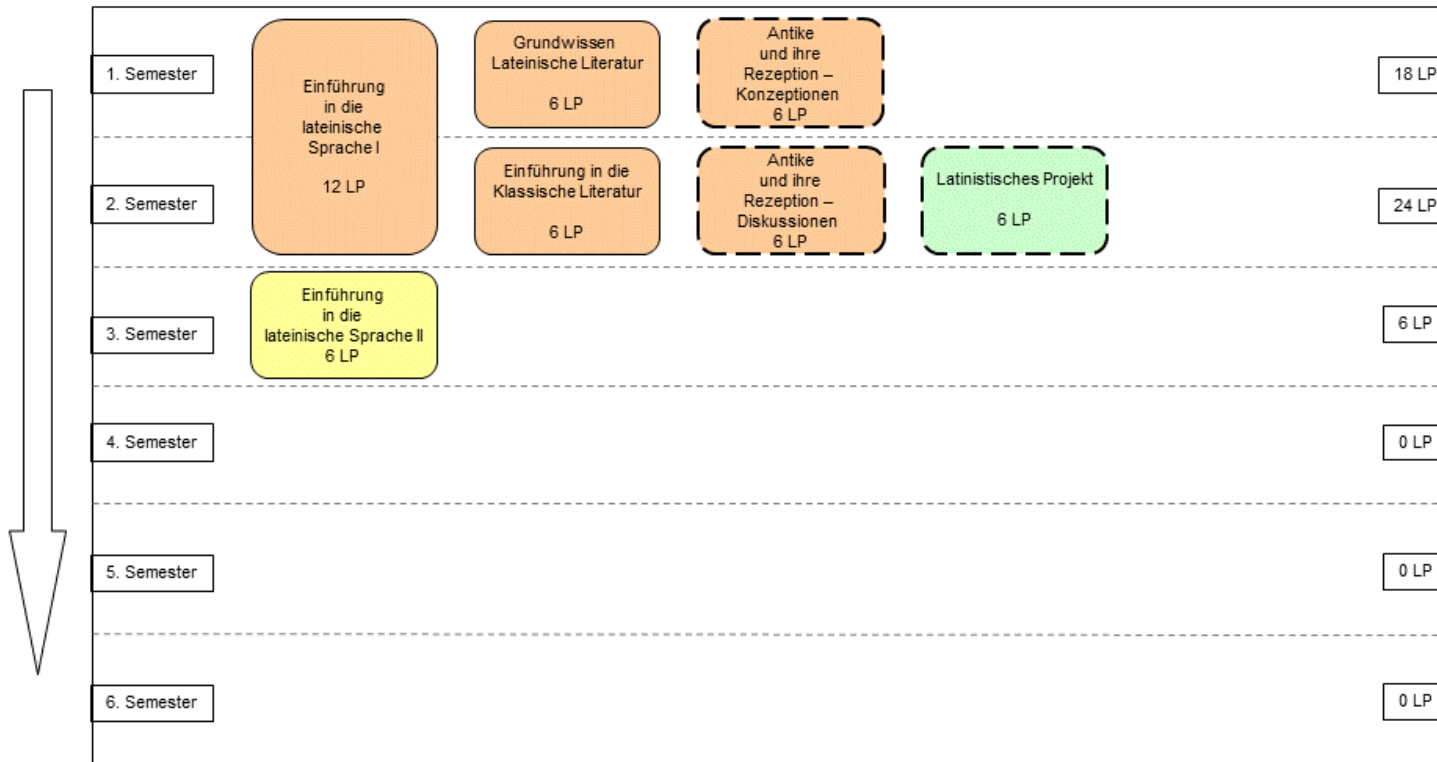 1. Semester
Einführung
in die
lateinische
Sprache I
12 LP
Grundwissen
Lateinische Literatur
6 LP
Antike
und ihre
Rezeption –
Konzeptionen
6 LP
18 LP
2. Semester
Einführung in die
Klassische Literatur
6 LP
Antike
und ihre
Rezeption –
Diskussionen
6 LP
Latinistisches Projekt
6 LP
24 LP
3. Semester
Einführung
in die
lateinische Sprache II
6 LP
6 LP
4. Semester
0 LP
5. Semester
0 LP
6. Semester
0 LP